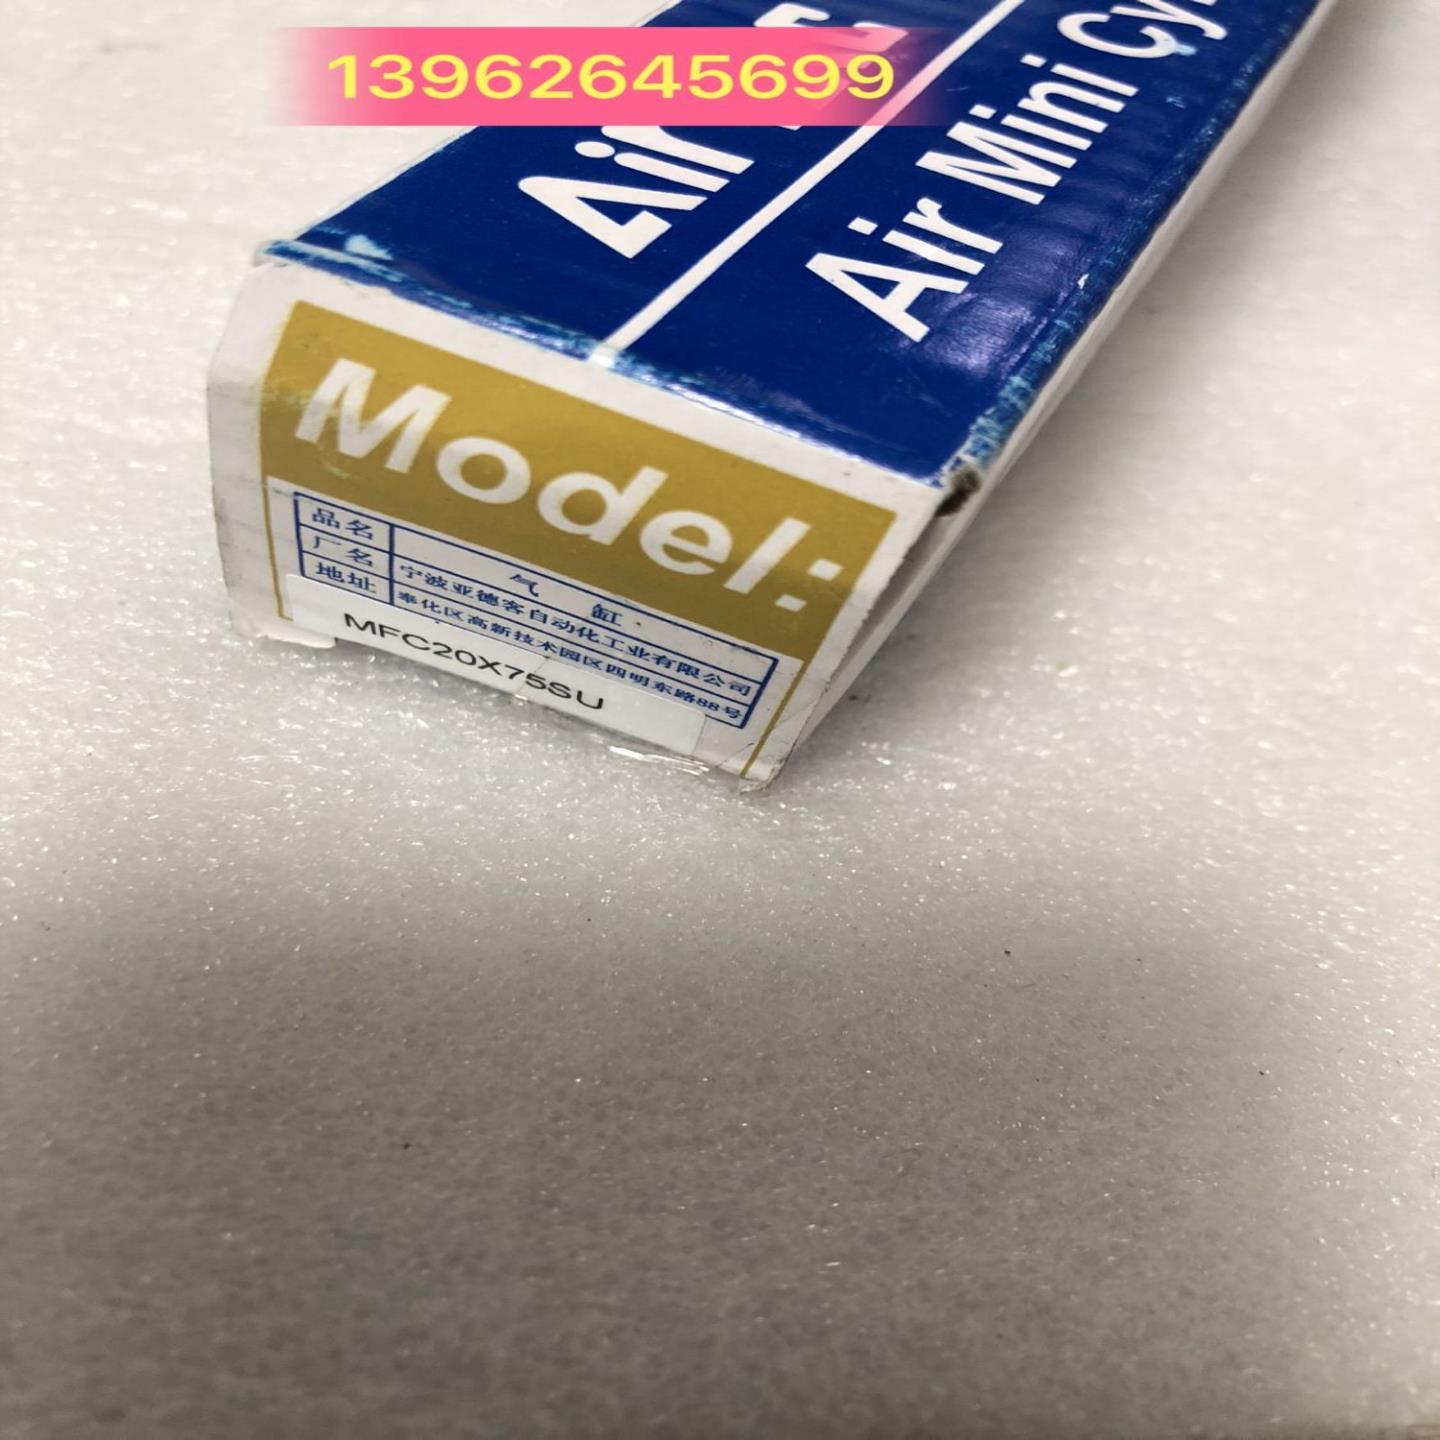 13962645699
Air
Air Mini Cy
Model:
品名 气缸
厂名 宁波亚德客自动化工业有限公司
地址 奉化区高新技术园区四明东路88号
MFC20X75SU